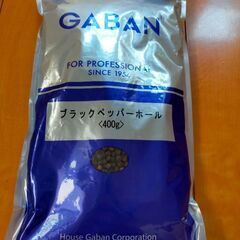 GABAN
FOR PROFESSIONAL
SINCE 1954
ブラックペッパーホール
<400g>
House Gaban Corporation